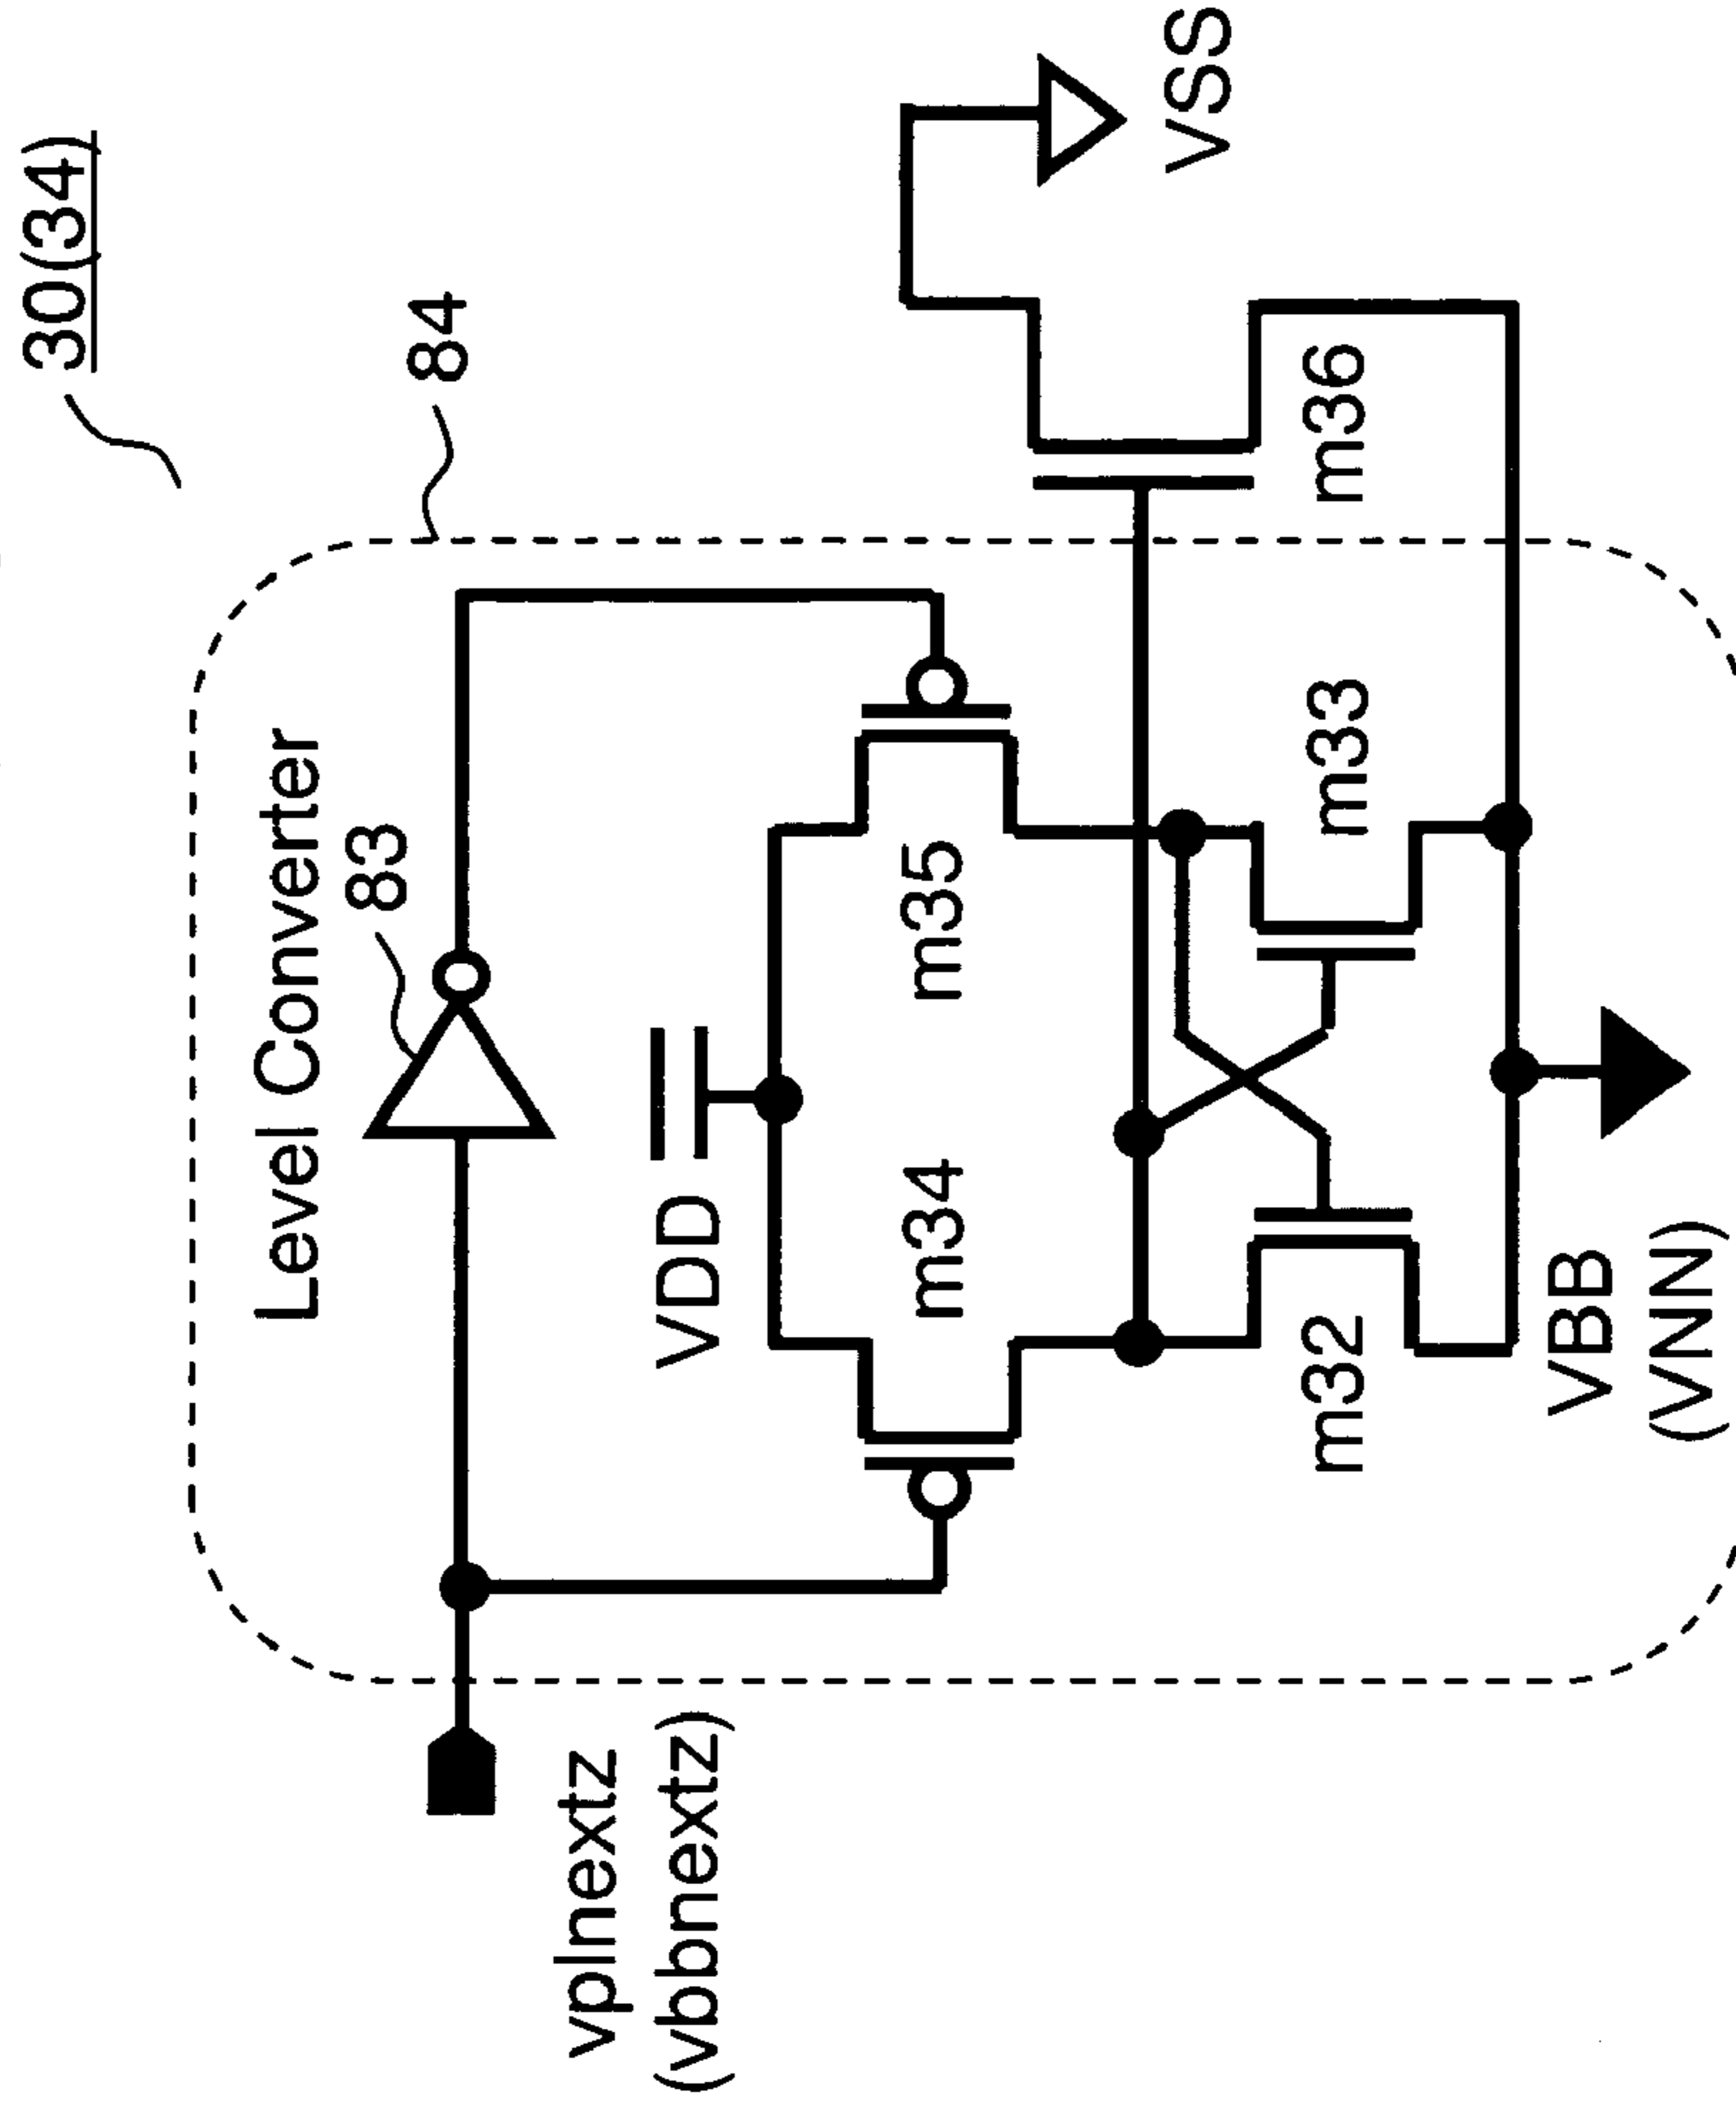 30(34)
84
Level Converter
83
VDD
m34
m35
VSS
m32
m33
m36
vplnextz
(vbbnextz)
VBB
(VNN)